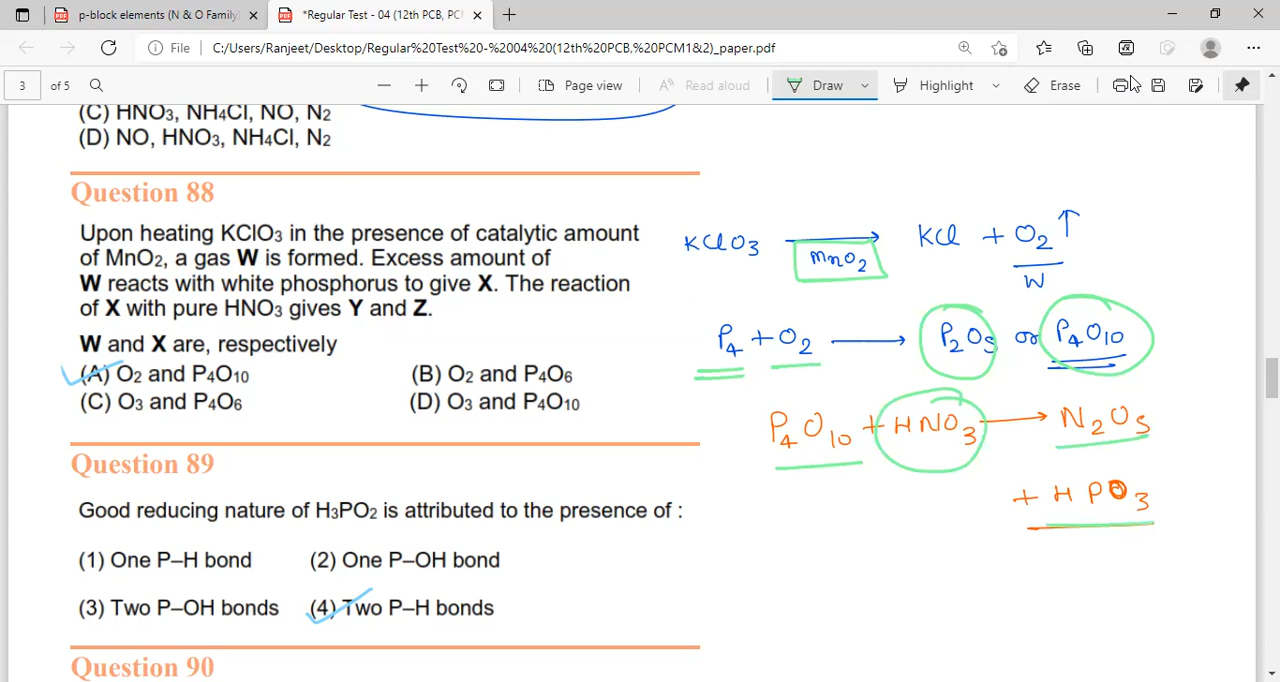 p-block elements (N & O Family)
*Regular Test - 04 (12th PCB, PC
File
C:/Users/Ranjeet/Desktop/Regular%20Test%20-%2004%20(12th%20PCB,%20PCM1&2)_paper.pdf
3 of 5
Page view
Read aloud
Draw
Highlight
Erase
(C) HNO3, NH4Cl, NO, N2
(D) NO, HNO3, NH4Cl, N2
Question 88
Upon heating KClO3 in the presence of catalytic amount
of MnO2, a gas W is formed. Excess amount of
W reacts with white phosphorus to give X. The reaction
of X with pure HNO3 gives Y and Z.
W and X are, respectively
(A) O2 and P4O10 (B) O2 and P4O6
(C) O3 and P4O6 (D) O3 and P4O10
KClO3 → KCl + O2 ↑
MnO2
W
P4 + O2 → P2O5 or P4O10
P4O10 + HNO3 → N2O5
+ HPO3
Question 89
Good reducing nature of H3PO2 is attributed to the presence of :
(1) One P–H bond (2) One P–OH bond
(3) Two P–OH bonds (4) Two P–H bonds
Question 90